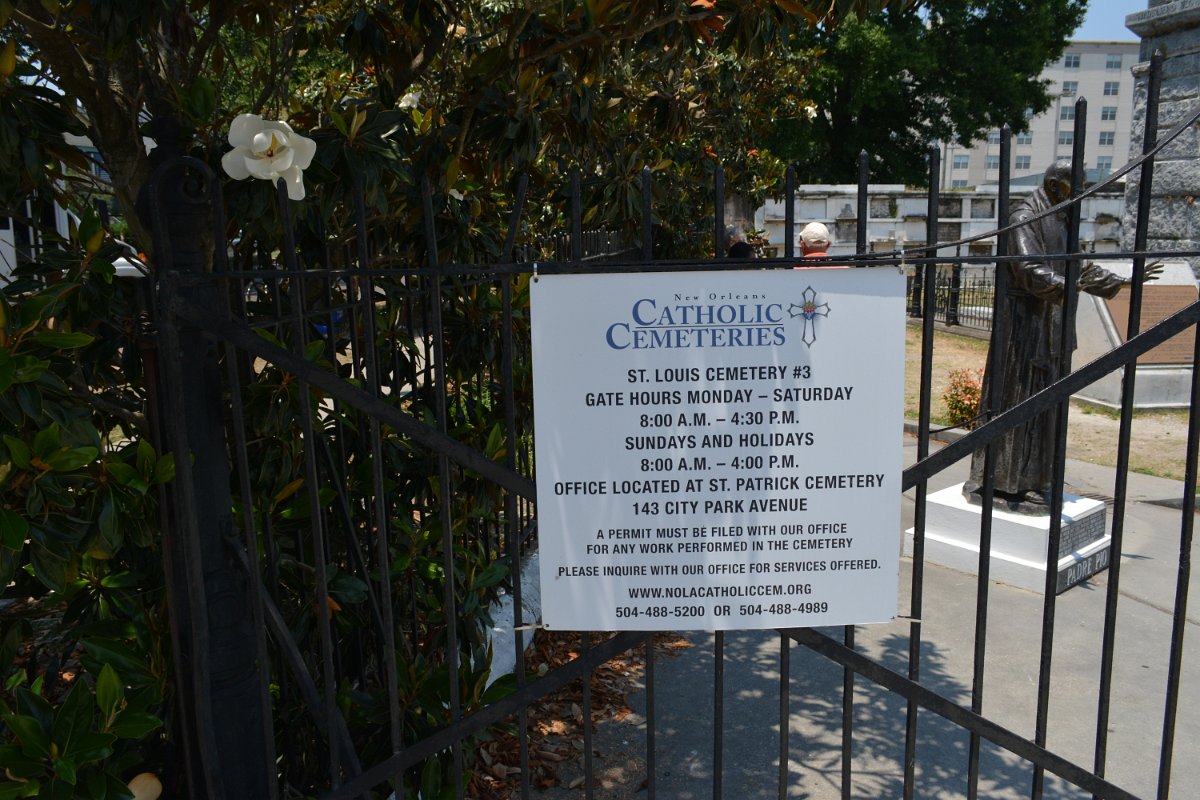 New Orleans
CATHOLIC
CEMETERIES
ST. LOUIS CEMETERY #3
GATE HOURS MONDAY – SATURDAY
8:00 A.M. – 4:30 P.M.
SUNDAYS AND HOLIDAYS
8:00 A.M. – 4:00 P.M.
OFFICE LOCATED AT ST. PATRICK CEMETERY
143 CITY PARK AVENUE
A PERMIT MUST BE FILED WITH OUR OFFICE
FOR ANY WORK PERFORMED IN THE CEMETERY
PLEASE INQUIRE WITH OUR OFFICE FOR SERVICES OFFERED.
WWW.NOLACATHOLICCEM.ORG
504-488-5200 OR 504-488-4989
PADRE PIO